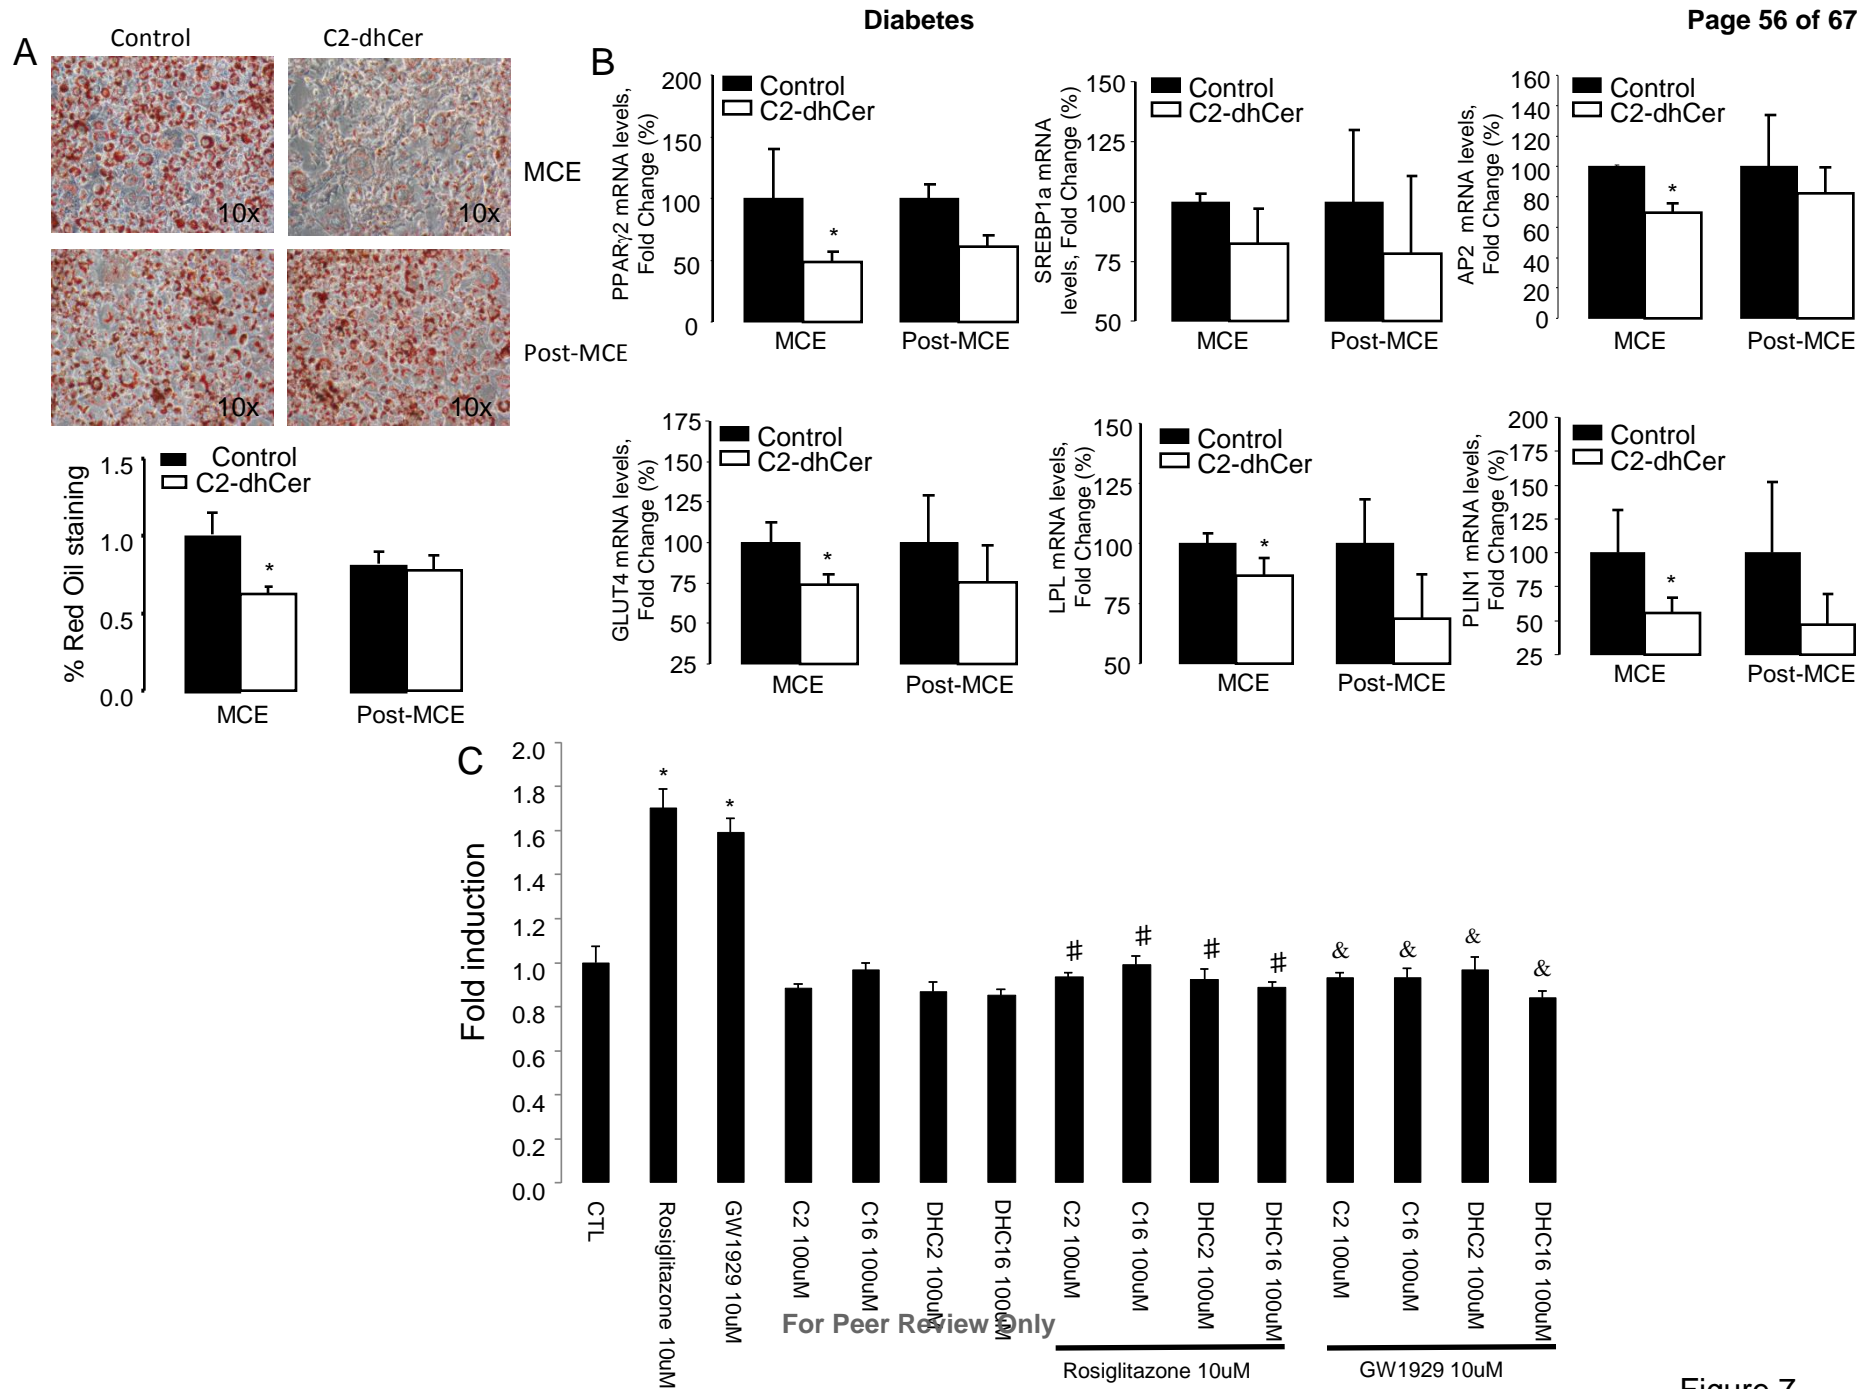 Diabetes
Page 56 of 67
A
Control
C2-dhCer
10x
10x
MCE
10x
10x
Post-MCE
% Red Oil staining
1.5
1.0
0.5
0.0
Control
C2-dhCer
*
MCE
Post-MCE
B
PPARγ2 mRNA levels,
Fold Change (%)
200
150
100
50
0
Control
C2-dhCer
*
MCE
Post-MCE
SREBP1a mRNA
levels, Fold Change (%)
150
125
100
75
50
Control
C2-dhCer
MCE
Post-MCE
AP2 mRNA levels,
Fold Change (%)
160
140
120
100
80
60
40
20
0
Control
C2-dhCer
*
MCE
Post-MCE
GLUT4 mRNA levels,
Fold Change (%)
175
150
125
100
75
50
25
Control
C2-dhCer
*
MCE
Post-MCE
LPL mRNA levels,
Fold Change (%)
150
125
100
75
50
Control
C2-dhCer
*
MCE
Post-MCE
PLIN1 mRNA levels,
Fold Change (%)
200
175
150
125
100
75
50
25
Control
C2-dhCer
*
MCE
Post-MCE
C
Fold induction
2.0
1.8
1.6
1.4
1.2
1.0
0.8
0.6
0.4
0.2
0.0
* * # # # # & & & &
CTL
Rosiglitazone 10uM
GW1929 10uM
C2 100uM
C16 100uM
DHC2 100uM
DHC16 100uM
C2 100uM
C16 100uM
DHC2 100uM
DHC16 100uM
C2 100uM
C16 100uM
DHC2 100uM
DHC16 100uM
For Peer Review Only
Rosiglitazone 10uM
GW1929 10uM
Figure 7